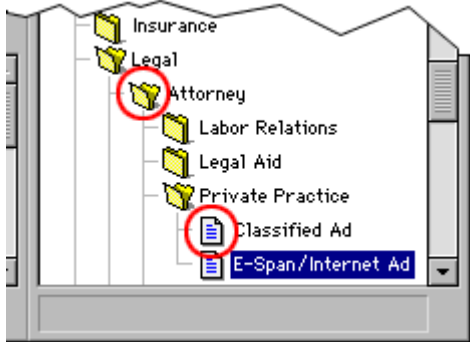 Insurance
Legal
Attorney
Labor Relations
Legal Aid
Private Practice
Classified Ad
E-Span/Internet Ad